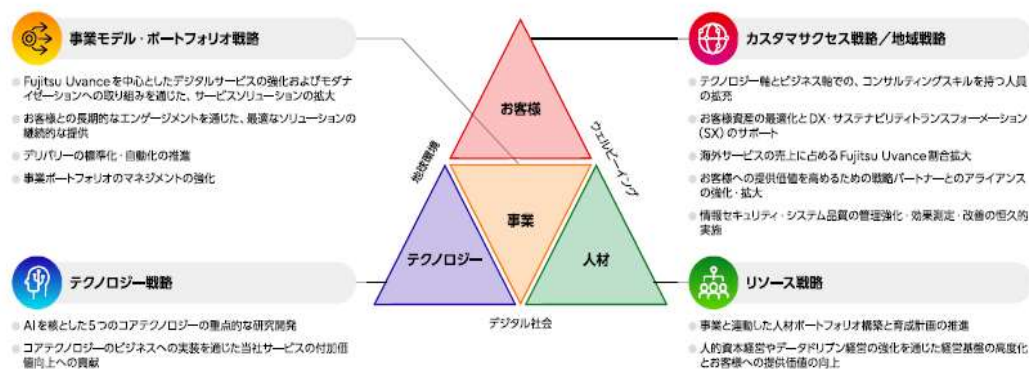 事業モデル・ポートフォリオ戦略
Fujitsu Uvanceを中心としたデジタルサービスの強化およびモダナ
イゼーションへの取り組みを通じた、サービスソリューションの拡大
お客様との長期的なエンゲージメントを通じた、最適なソリューションの
継続的な提供
デリバリーの標準化・自動化の推進
事業ポートフォリオのマネジメントの強化
カスタマサクセス戦略／地域戦略
テクノロジー軸とビジネス軸での、コンサルティングスキルを持つ人員
の拡充
お客様資産の最適化とDX・サステナビリティトランスフォーメーション
（SX）のサポート
海外サービスの売上に占めるFujitsu Uvance割合拡大
お客様への提供価値を高めるための戦略パートナーとのアライアンス
の強化・拡大
情報セキュリティ・システム品質の管理強化・効果測定・改善の恒久的
実施
お客様
地球環境
ウェルビーイング
事業
テクノロジー
人材
デジタル社会
テクノロジー戦略
AIを核とした5つのコアテクノロジーの重点的な研究開発
コアテクノロジーのビジネスへの実装を通じた当社サービスの付加価
値向上への貢献
リソース戦略
事業と連動した人材ポートフォリオ構築と育成計画の推進
人的資本経営やデータドリブン経営の強化を通じた経営基盤の高度化
とお客様への提供価値の向上